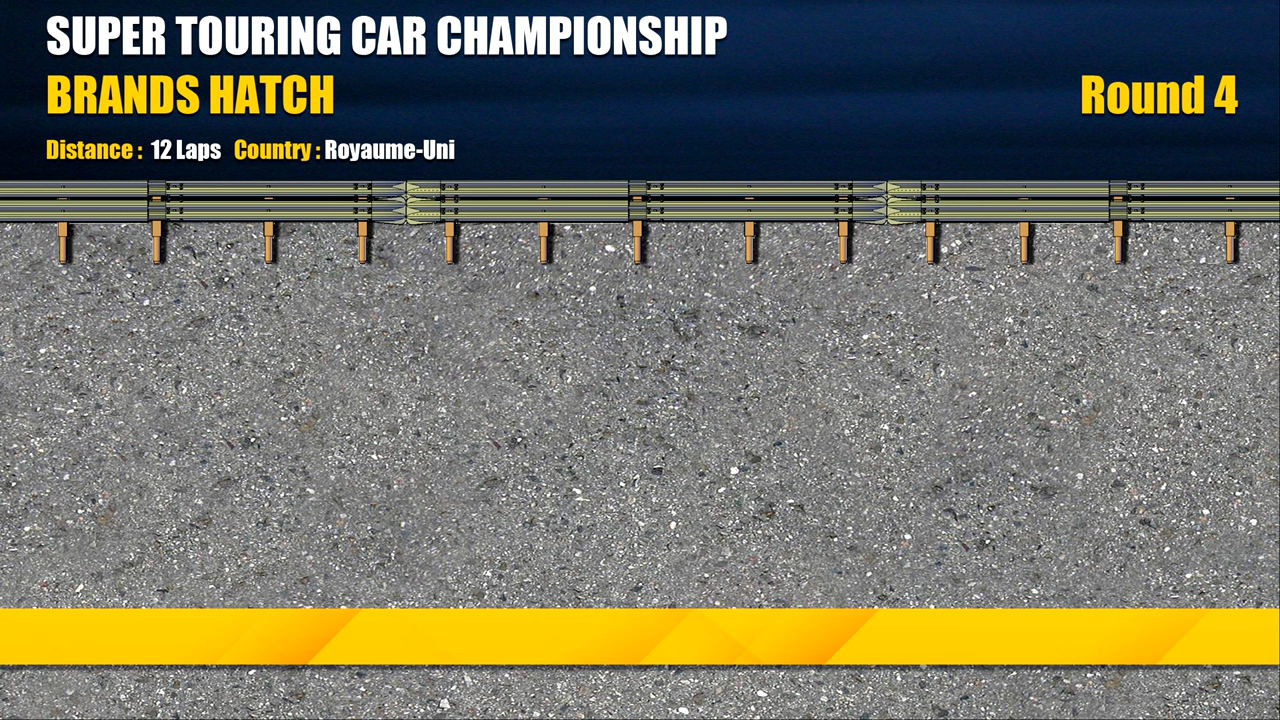 SUPER TOURING CAR CHAMPIONSHIP
BRANDS HATCH
Round 4
Distance : 12 Laps Country : Royaume-Uni